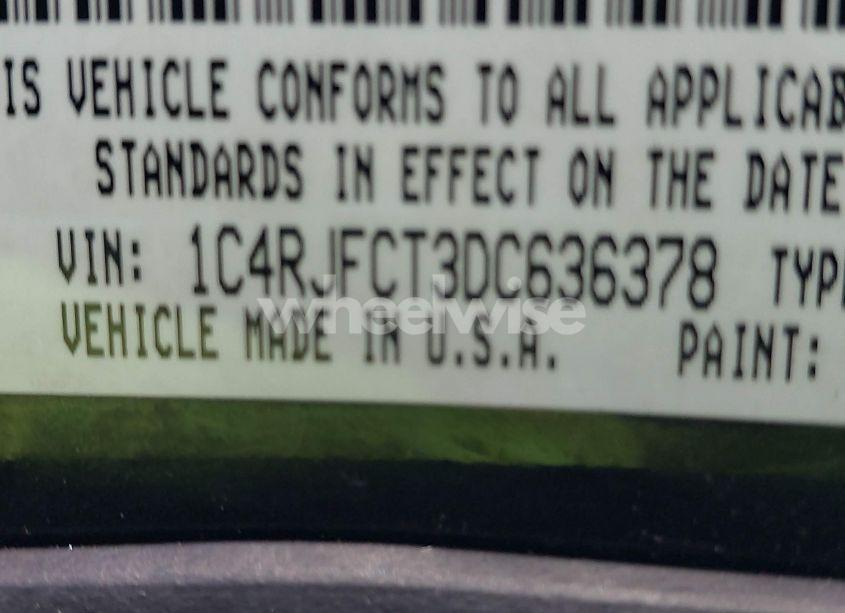 IS VEHICLE CONFORMS TO ALL APPLICAB
STANDARDS IN EFFECT ON THE DATE
VIN: 1C4RJFCT3DC636378 TYP
wheelwise
VEHICLE MADE IN U.S.A. PAINT: